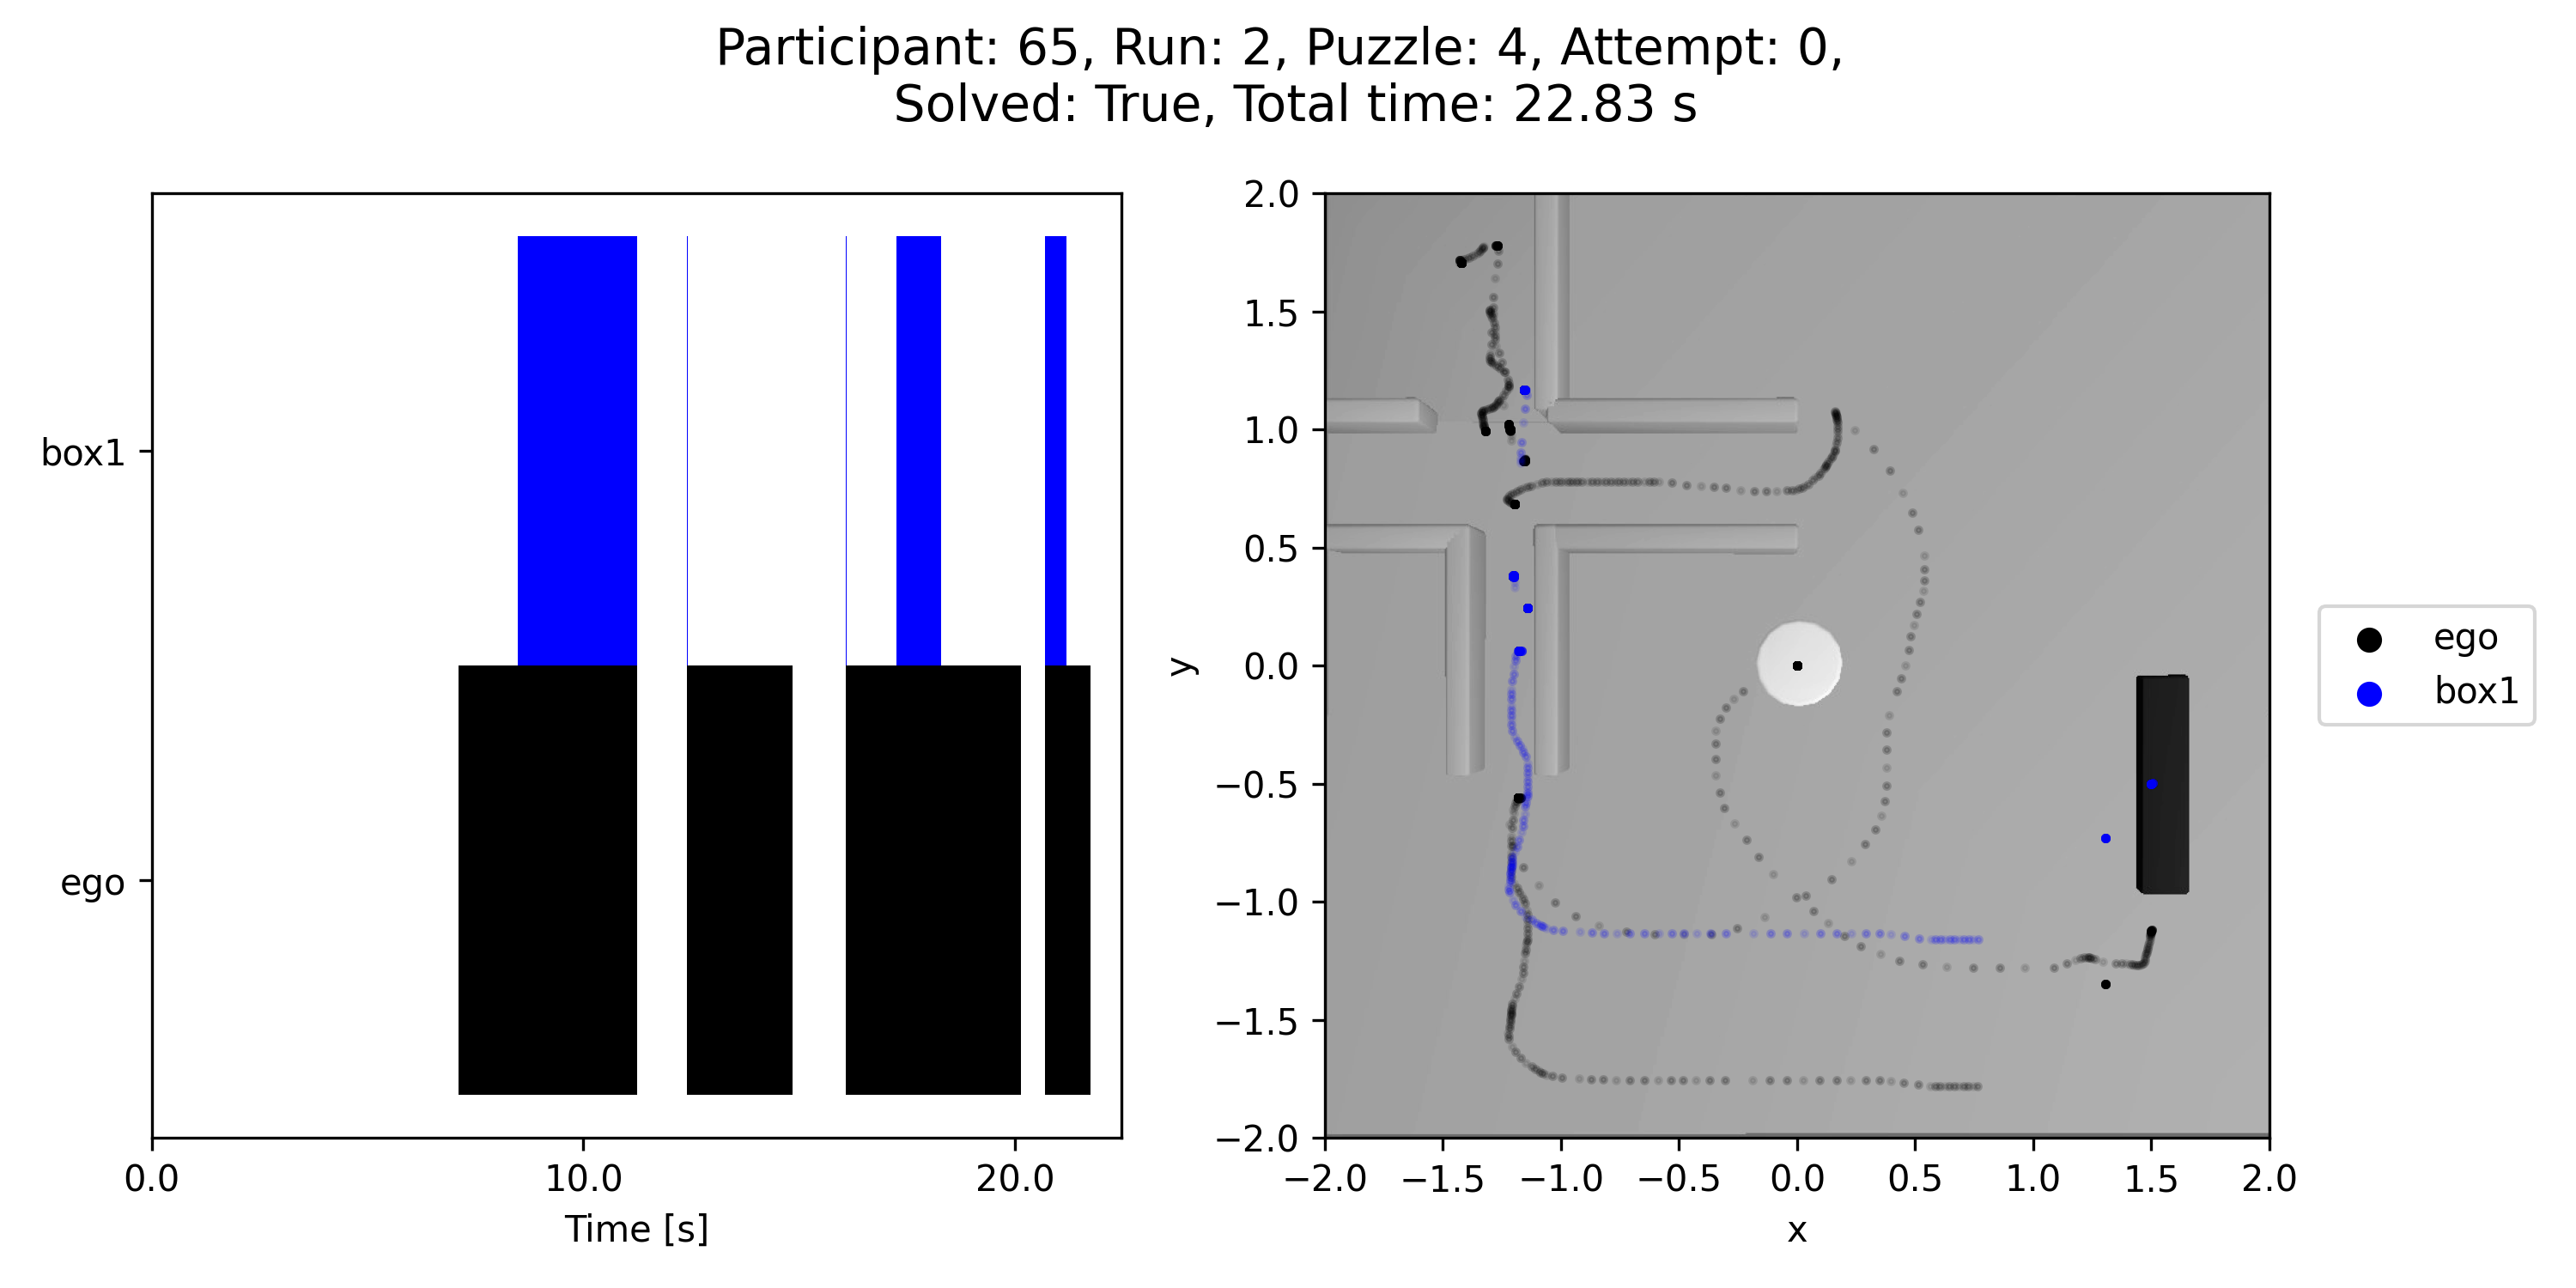 Participant: 65, Run: 2, Puzzle: 4, Attempt: 0,
Solved: True, Total time: 22.83 s
box1
ego
0.0
10.0
20.0
Time [s]
2.0
1.5
1.0
0.5
0.0
−0.5
−1.0
−1.5
−2.0
y
−2.0
−1.5
−1.0
−0.5
0.0
0.5
1.0
1.5
2.0
x
ego
box1